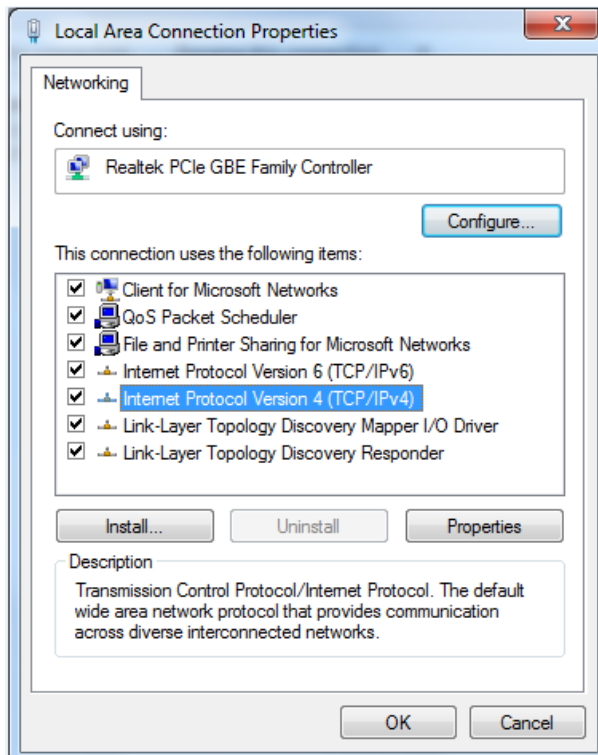 Local Area Connection Properties
Networking
Connect using:
Realtek PCIe GBE Family Controller
Configure...
This connection uses the following items:
Client for Microsoft Networks
QoS Packet Scheduler
File and Printer Sharing for Microsoft Networks
Internet Protocol Version 6 (TCP/IPv6)
Internet Protocol Version 4 (TCP/IPv4)
Link-Layer Topology Discovery Mapper I/O Driver
Link-Layer Topology Discovery Responder
Install... Uninstall Properties
Description
Transmission Control Protocol/Internet Protocol. The default
wide area network protocol that provides communication
across diverse interconnected networks.
OK Cancel